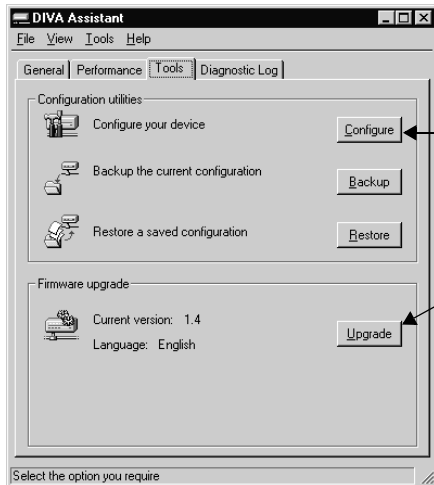 DIVA Assistant
File View Tools Help
General Performance Tools Diagnostic Log
Configuration utilities
Configure your device
Configure
Backup the current configuration
Backup
Restore a saved configuration
Restore
Firmware upgrade
Current version: 1.4
Language: English
Upgrade
Select the option you require